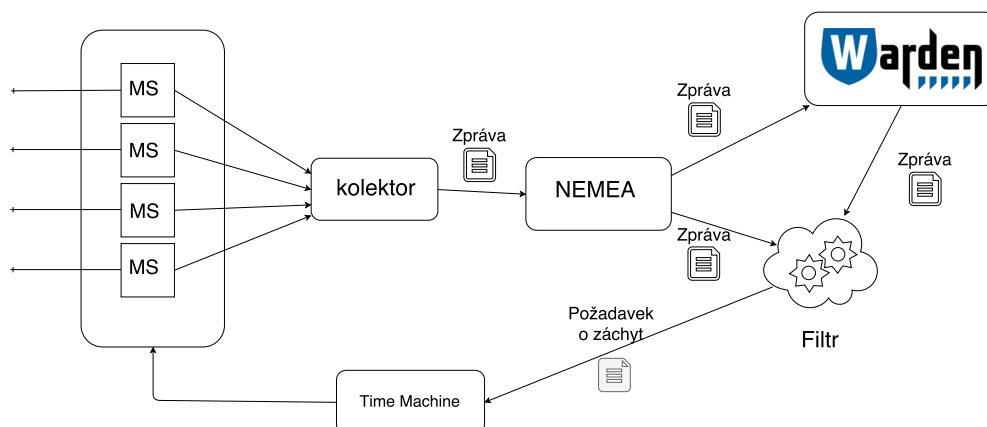 Warden
MS
MS
MS
MS
Zpráva
Zpráva
Zpráva
Zpráva
kolektor
NEMEA
Požadavek
o záchyt
Filtr
Time Machine